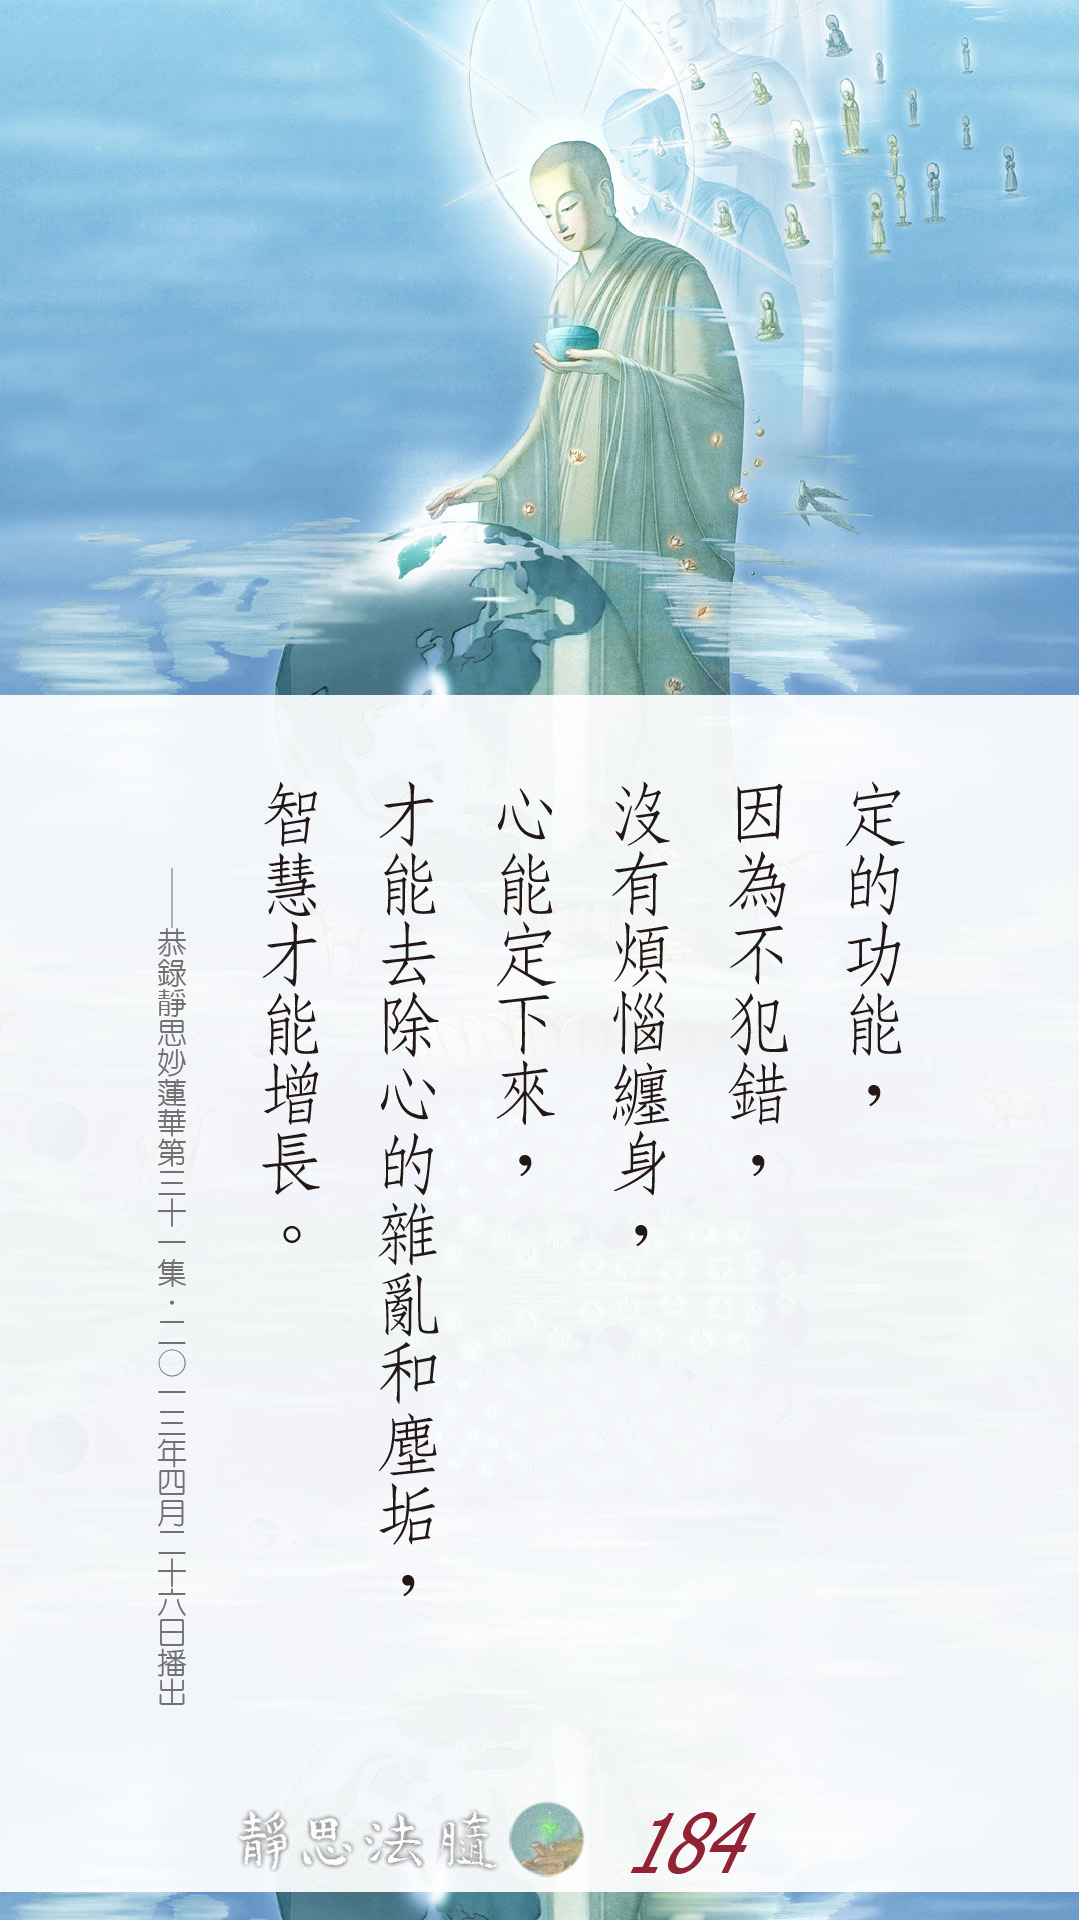 定的功能，
因為不犯錯，
沒有煩惱纏身，
心能定下來，
才能去除心的雜亂和塵垢，
智慧才能增長。
——恭錄靜思妙蓮華第三十一集．二〇一三年四月二十六日播出
靜思法髓
184